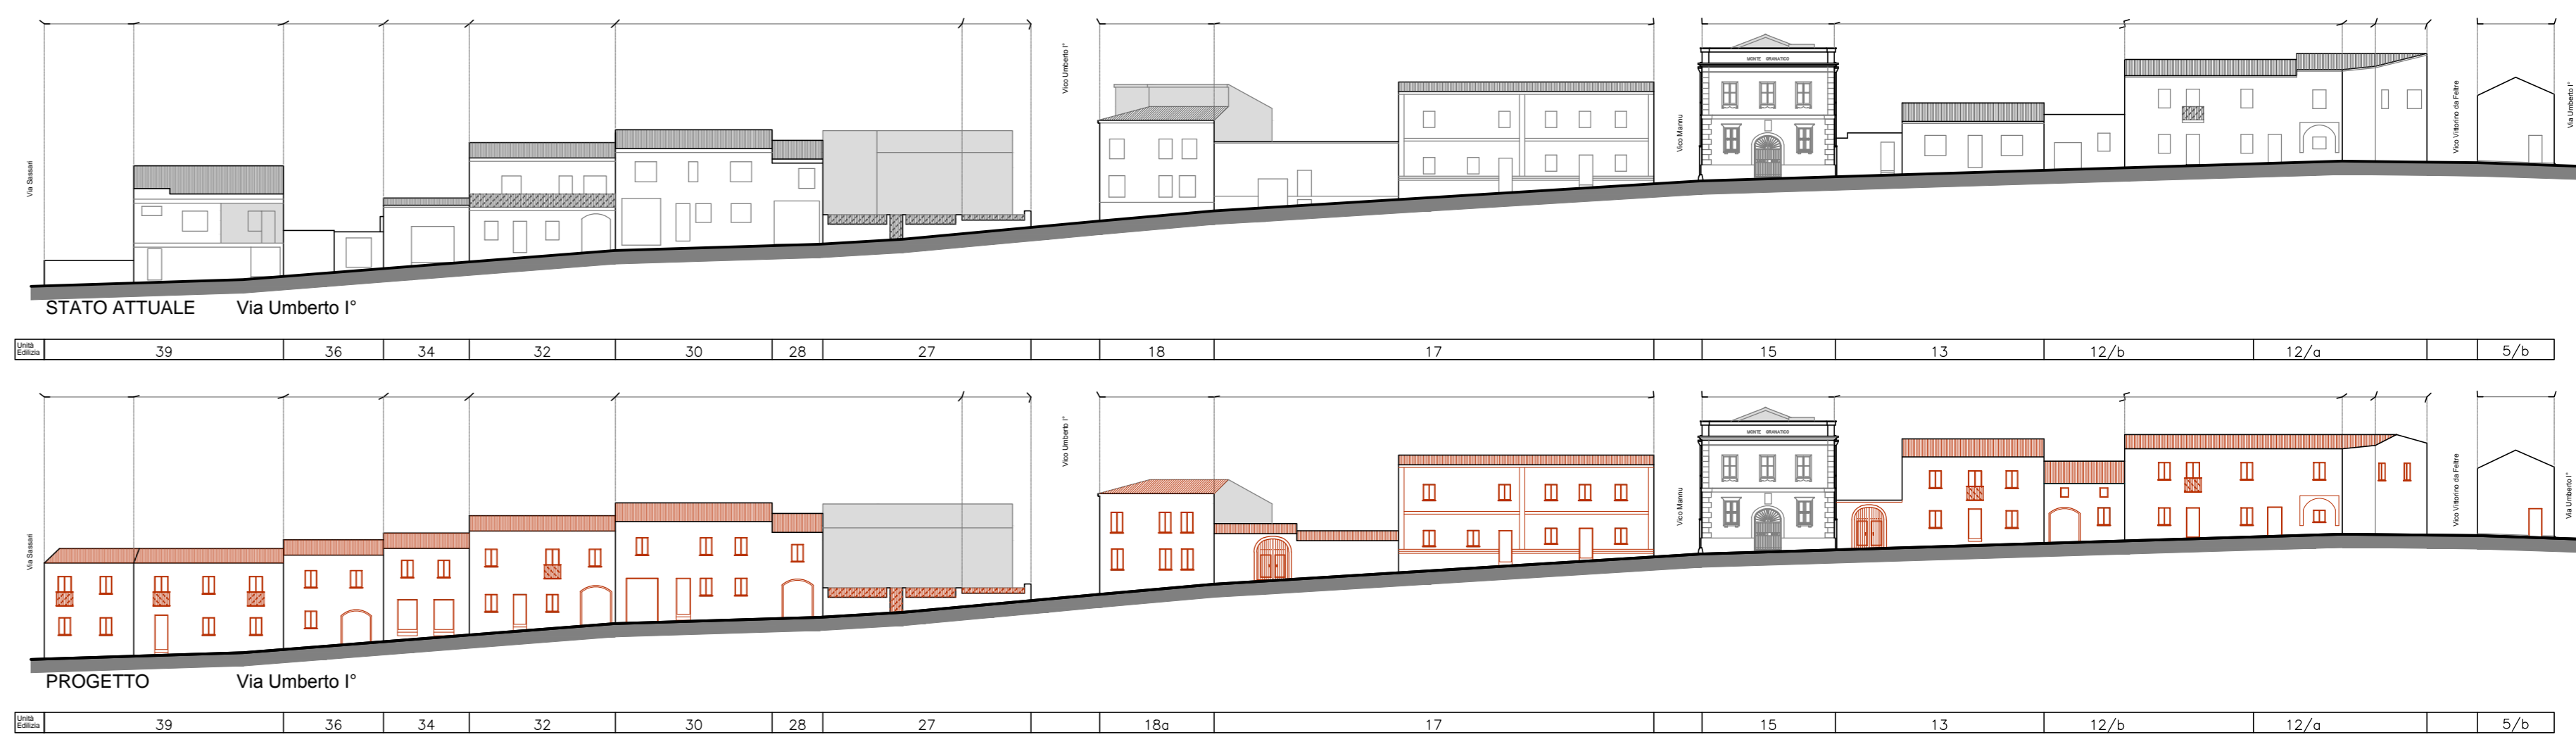 Via Sassari
Vico Umberto I°
MONTE GRANATICO
Vico Mannu
Vico Vittorino da Feltre
Via Umberto I°
STATO ATTUALE Via Umberto I°
Unità
Edilizia
39 36 34 32 30 28 27 18 17 15 13 12/b 12/a 5/b
Via Sassari
Vico Umberto I°
MONTE GRANATICO
Vico Mannu
Vico Vittorino da Feltre
Via Umberto I°
PROGETTO Via Umberto I°
Unità
Edilizia
39 36 34 32 30 28 27 18a 17 15 13 12/b 12/a 5/b